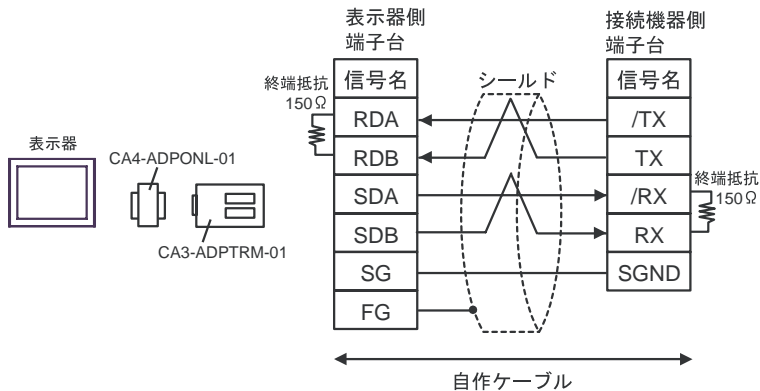 表示器側
端子台
接続機器側
端子台
信号名
シールド
信号名
終端抵抗
150Ω
RDA
/TX
RDB
TX
表示器
CA4-ADPONL-01
SDA
/RX
終端抵抗
150Ω
SDB
RX
CA3-ADPTRM-01
SG
SGND
FG
自作ケーブル